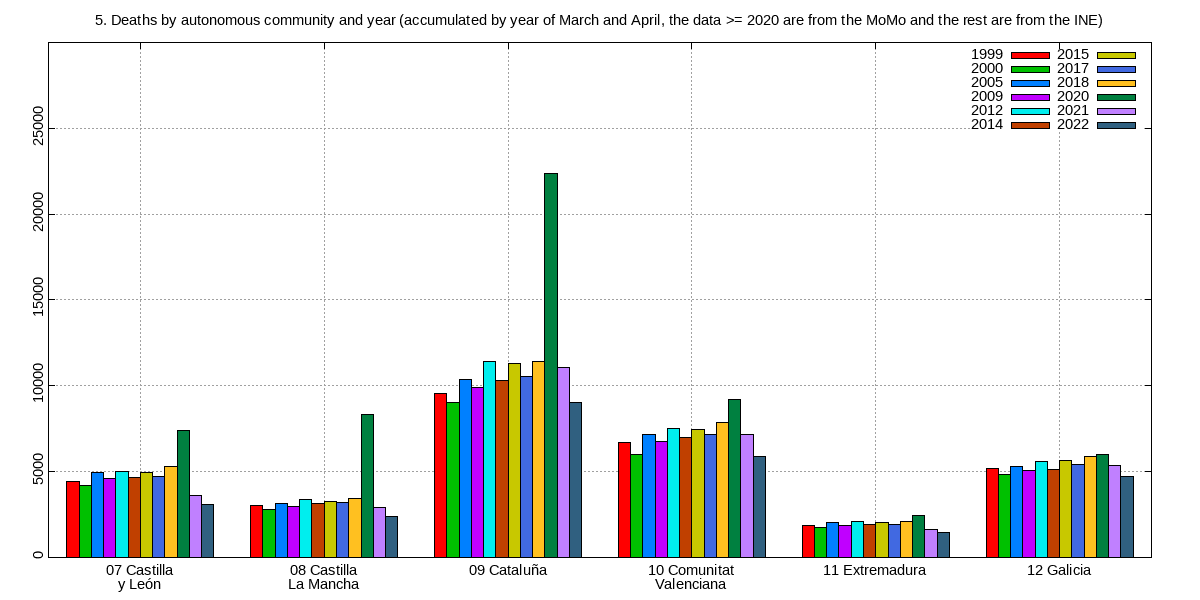 5. Deaths by autonomous community and year (accumulated by year of March and April, the data >= 2020 are from the MoMo and the rest are from the INE)
1999 2015
2000 2017
2005 2018
2009 2020
2012 2021
2014 2022
25000
20000
15000
10000
5000
0
07 Castilla
y León
08 Castilla
La Mancha
09 Cataluña
10 Comunitat
Valenciana
11 Extremadura
12 Galicia